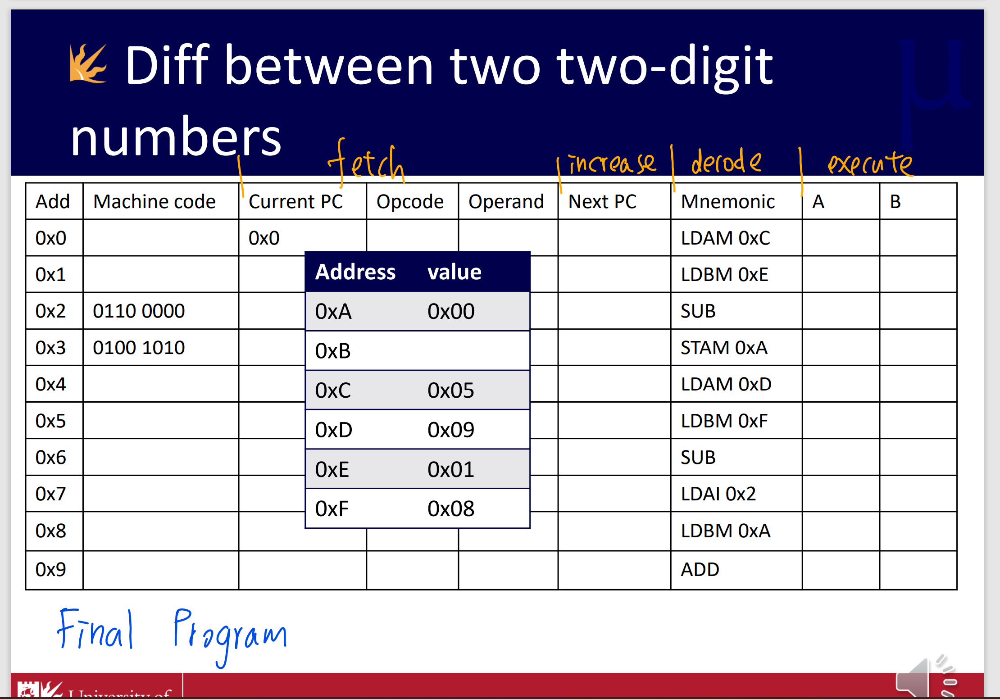 Diff between two two-digit
numbers
fetch increase decode execute
Add Machine code Current PC Opcode Operand Next PC Mnemonic A B
0x0 0x0 LDAM 0xC
Address value
0x1 LDBM 0xE
0x2 0110 0000 0xA 0x00 SUB
0x3 0100 1010 0xB STAM 0xA
0x4 0xC 0x05 LDAM 0xD
0x5 0xD 0x09 LDBM 0xF
0x6 0xE 0x01 SUB
0x7 0xF 0x08 LDAI 0x2
0x8 LDBM 0xA
0x9 ADD
Final Program
University of